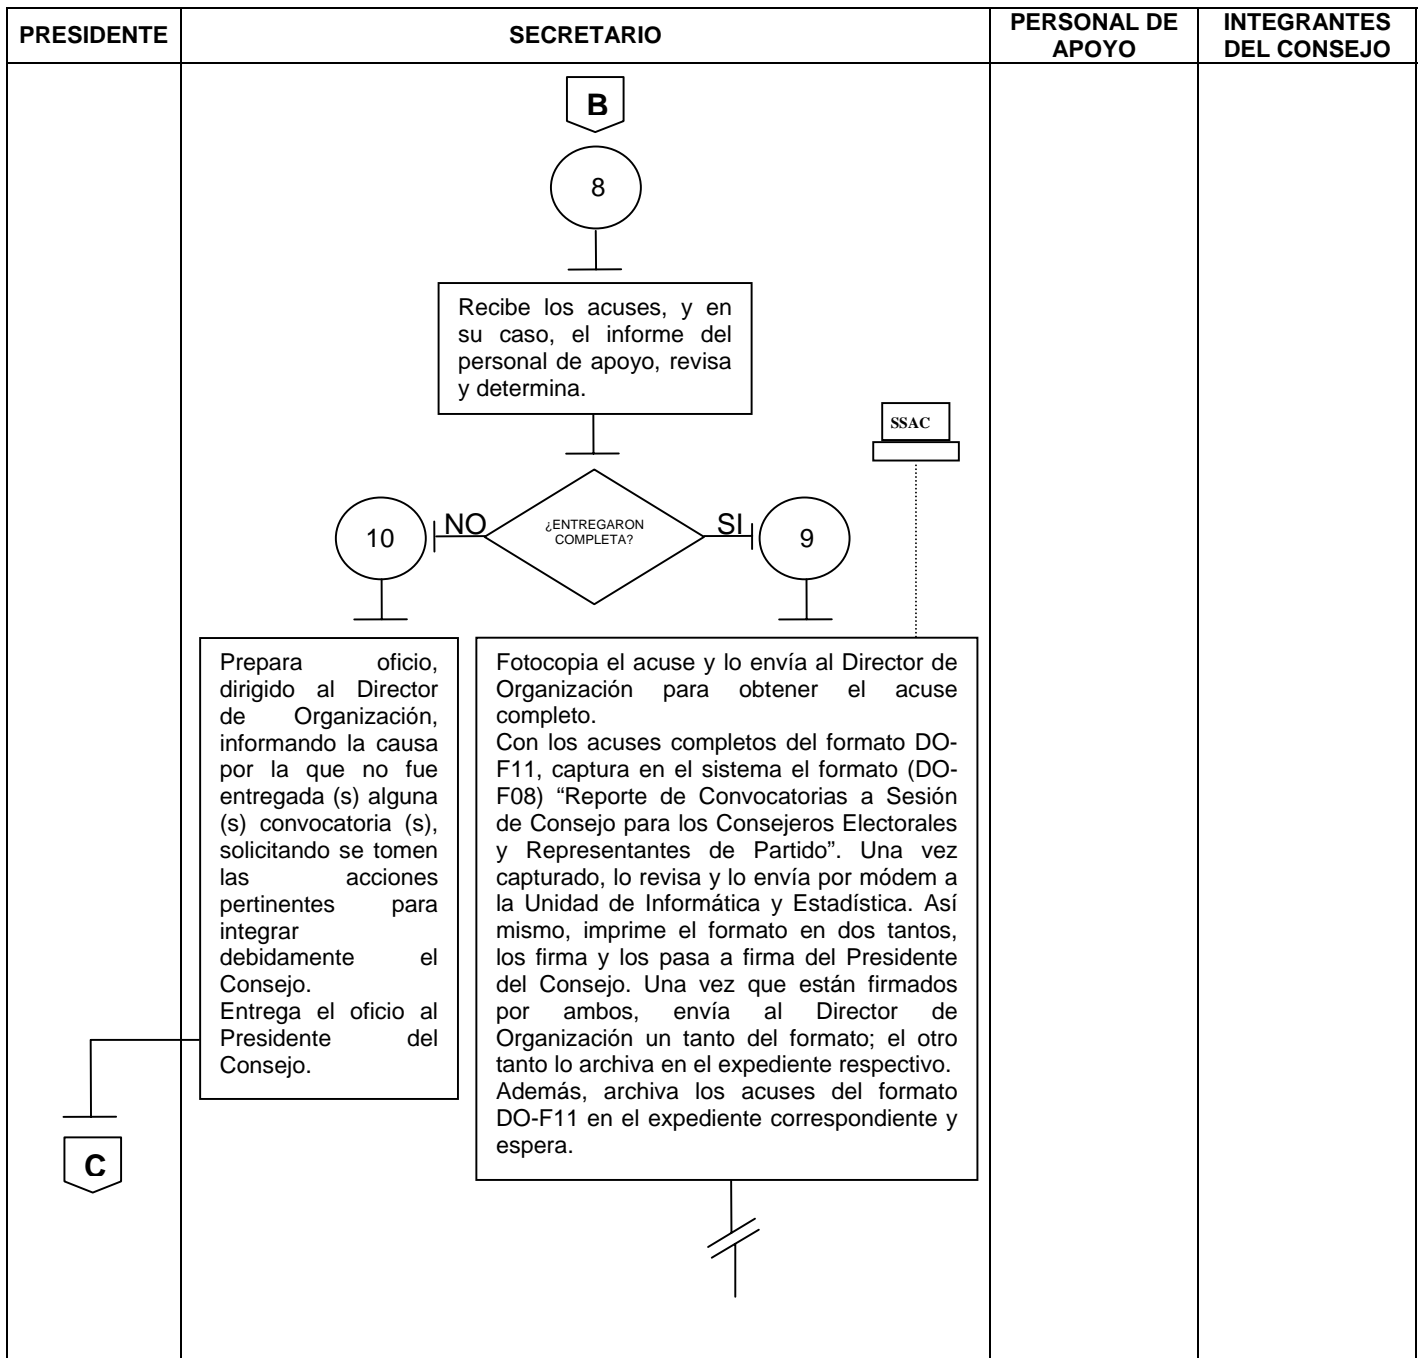 PRESIDENTE
SECRETARIO
PERSONAL DE
APOYO
INTEGRANTES
DEL CONSEJO
B
8
Recibe los acuses, y en
su caso, el informe del
personal de apoyo, revisa
y determina.
SSAC
10
NO
¿ENTREGARON
COMPLETA?
SI
9
Prepara oficio,
dirigido al Director
de Organización,
informando la causa
por la que no fue
entregada (s) alguna
(s) convocatoria (s),
solicitando se tomen
las acciones
pertinentes para
integrar
debidamente el
Consejo.
Entrega el oficio al
Presidente del
Consejo.
Fotocopia el acuse y lo envía al Director de
Organización para obtener el acuse
completo.
Con los acuses completos del formato DO-
F11, captura en el sistema el formato (DO-
F08) “Reporte de Convocatorias a Sesión
de Consejo para los Consejeros Electorales
y Representantes de Partido”. Una vez
capturado, lo revisa y lo envía por módem a
la Unidad de Informática y Estadística. Así
mismo, imprime el formato en dos tantos,
los firma y los pasa a firma del Presidente
del Consejo. Una vez que están firmados
por ambos, envía al Director de
Organización un tanto del formato; el otro
tanto lo archiva en el expediente respectivo.
Además, archiva los acuses del formato
DO-F11 en el expediente correspondiente y
espera.
C